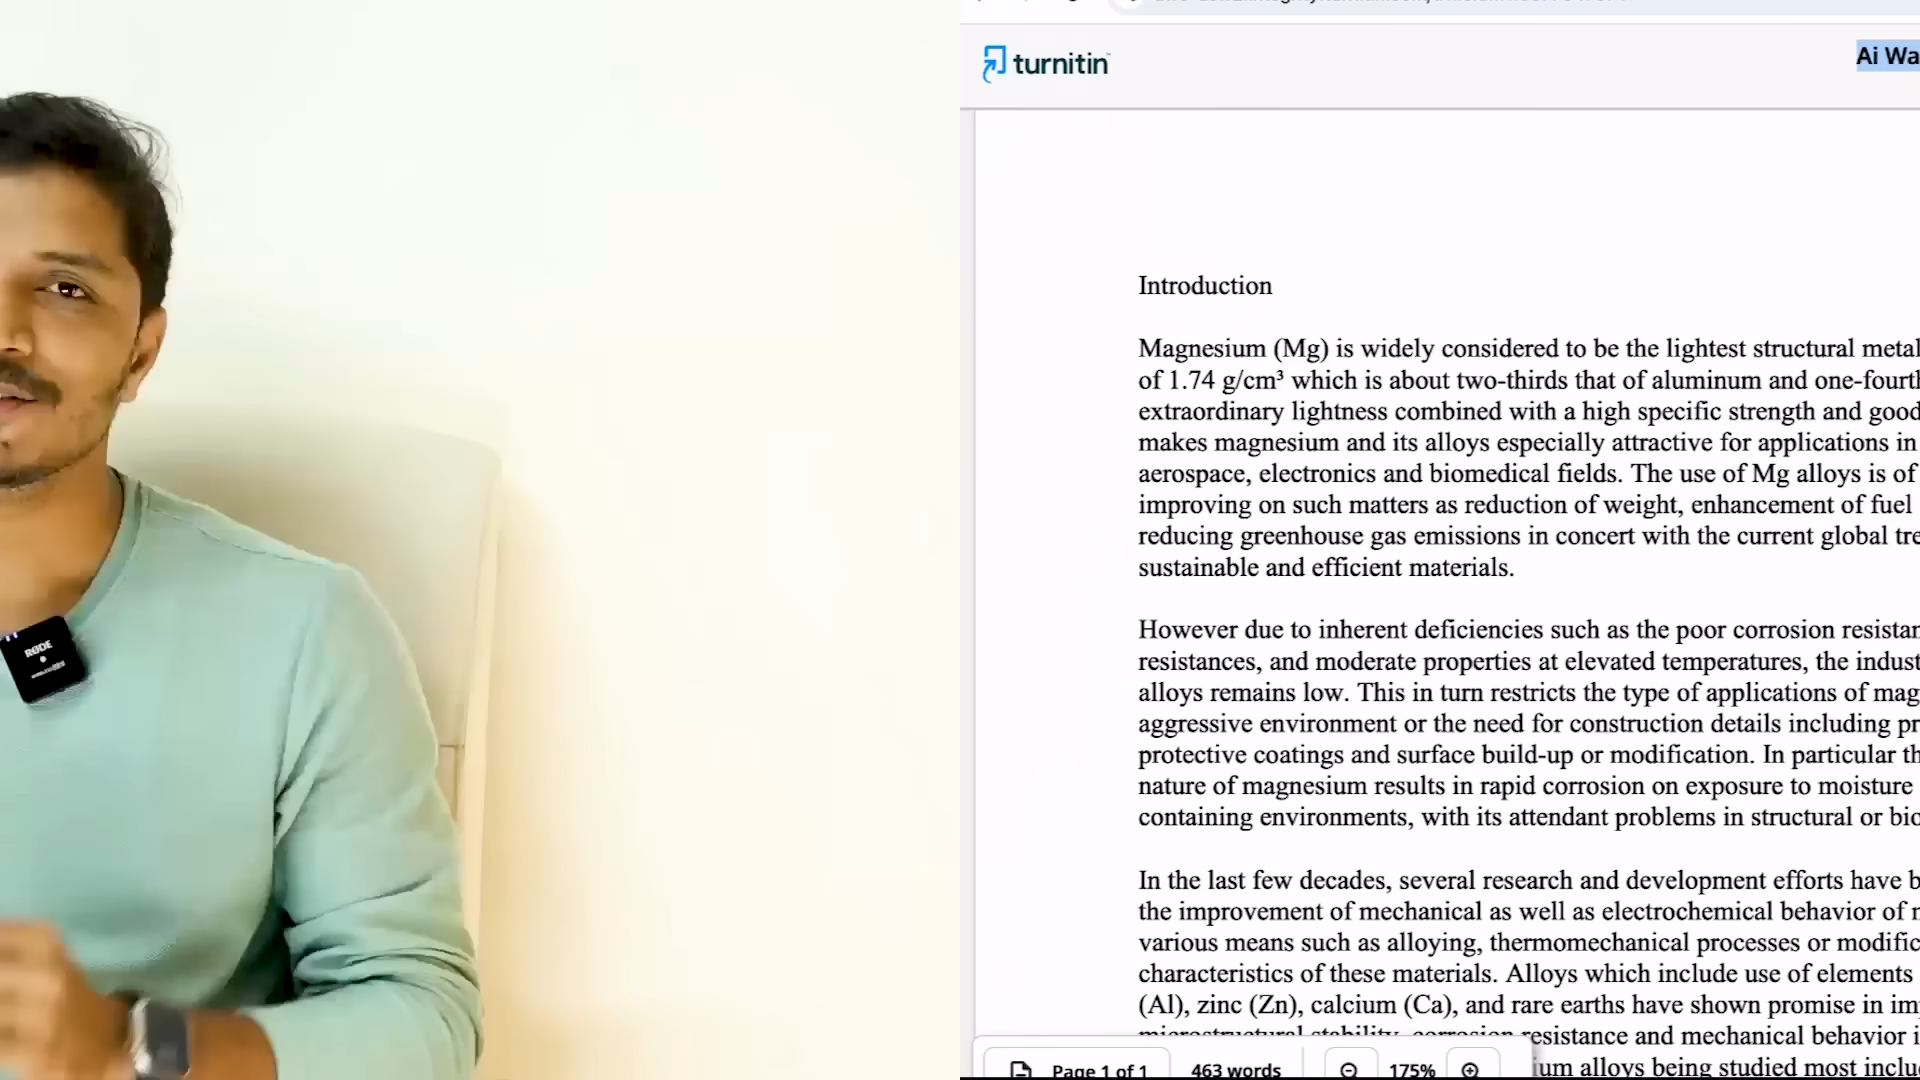 turnitin
Ai Wa
Introduction
Magnesium (Mg) is widely considered to be the lightest structural metal
of 1.74 g/cm³ which is about two-thirds that of aluminum and one-fourth
extraordinary lightness combined with a high specific strength and good
makes magnesium and its alloys especially attractive for applications in
aerospace, electronics and biomedical fields. The use of Mg alloys is of
improving on such matters as reduction of weight, enhancement of fuel
reducing greenhouse gas emissions in concert with the current global tre
sustainable and efficient materials.
However due to inherent deficiencies such as the poor corrosion resistan
resistances, and moderate properties at elevated temperatures, the indust
alloys remains low. This in turn restricts the type of applications of mag
aggressive environment or the need for construction details including pr
protective coatings and surface build-up or modification. In particular th
nature of magnesium results in rapid corrosion on exposure to moisture
containing environments, with its attendant problems in structural or bio
In the last few decades, several research and development efforts have b
the improvement of mechanical as well as electrochemical behavior of
various means such as alloying, thermomechanical processes or modific
characteristics of these materials. Alloys which include use of elements
(Al), zinc (Zn), calcium (Ca), and rare earths have shown promise in im
microstructural stability, corrosion resistance and mechanical behavior i
ium alloys being studied most inclu
Page 1 of 1 463 words 175%
RØDE